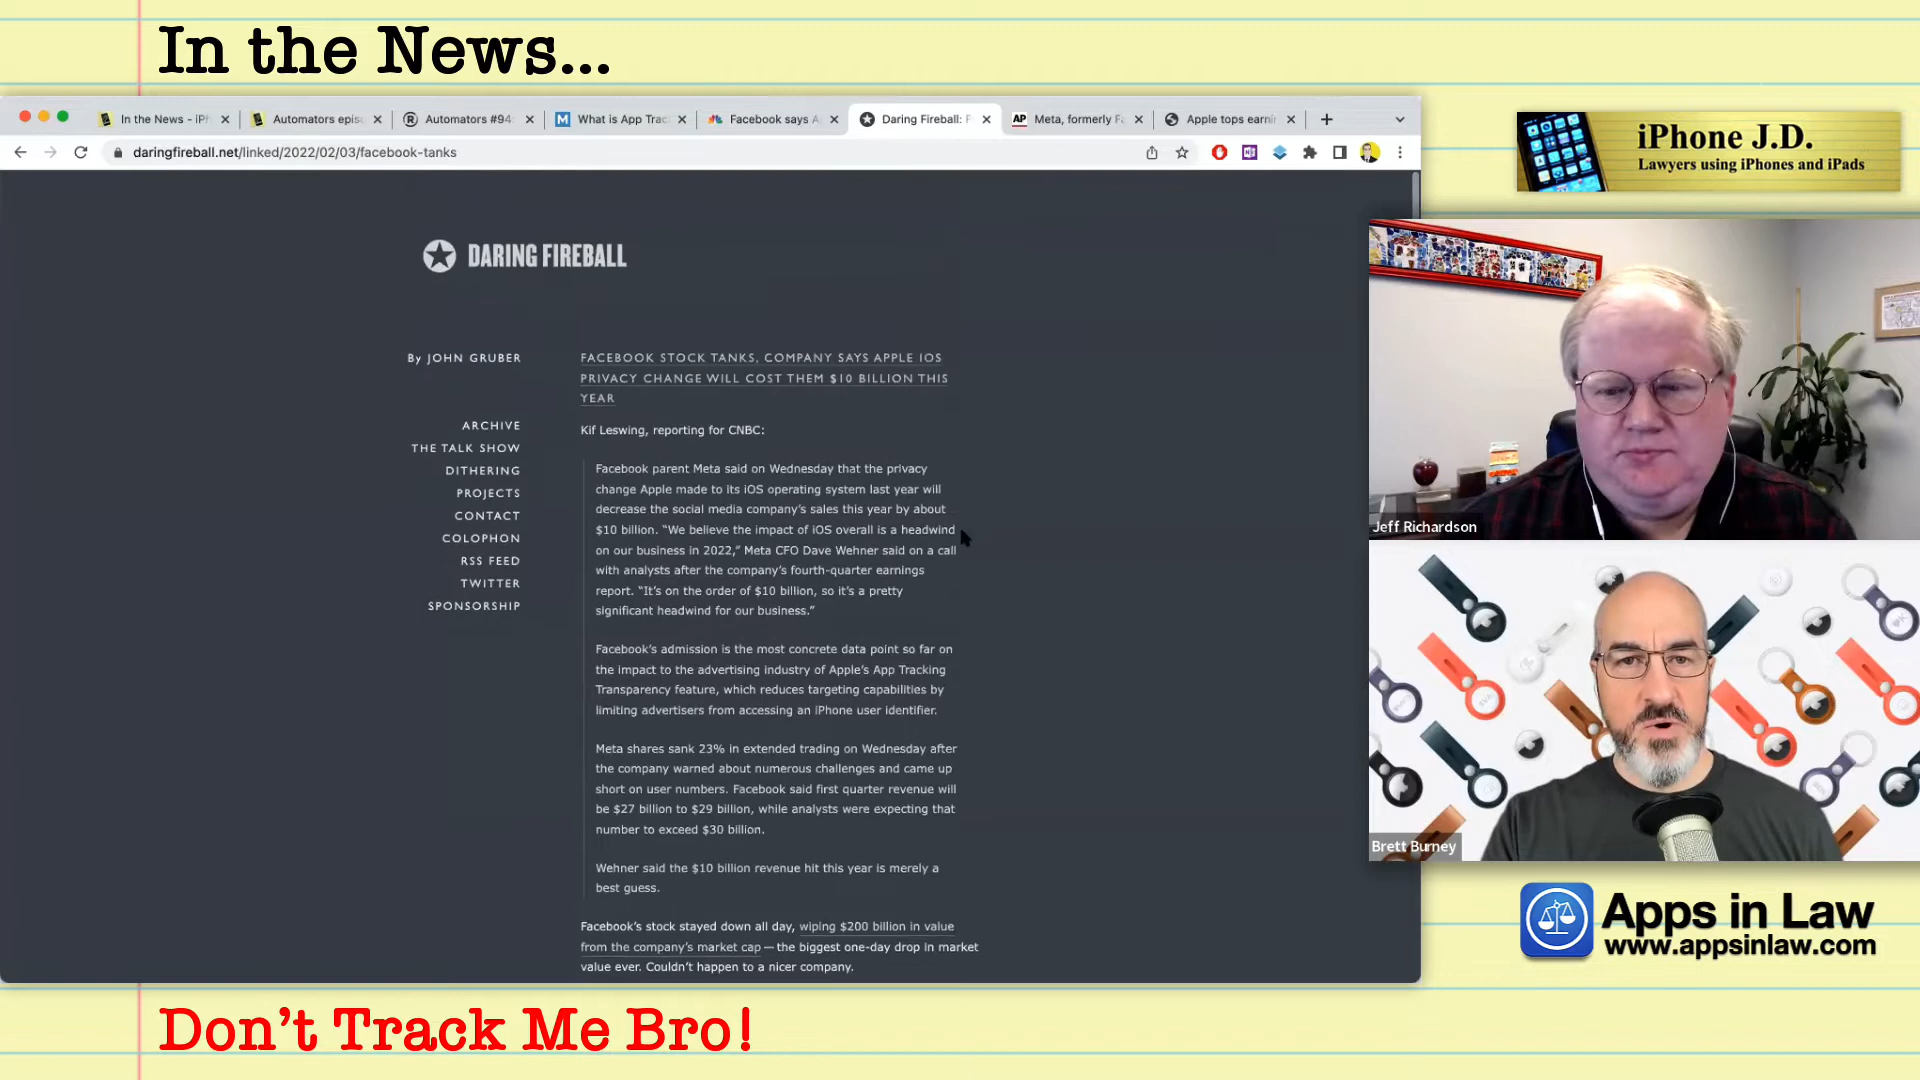 In the News...
In the News - iPh
Automators epis
Automators #94:
What is App Trac
Facebook says A
Daring Fireball: F
Meta, formerly Fa
Apple tops earni
daringfireball.net/linked/2022/02/03/facebook-tanks
iPhone J.D.
Lawyers using iPhones and iPads
DARING FIREBALL
By JOHN GRUBER
ARCHIVE
THE TALK SHOW
DITHERING
PROJECTS
CONTACT
COLOPHON
RSS FEED
TWITTER
SPONSORSHIP
FACEBOOK STOCK TANKS, COMPANY SAYS APPLE IOS
PRIVACY CHANGE WILL COST THEM $10 BILLION THIS
YEAR
Kif Leswing, reporting for CNBC:
Facebook parent Meta said on Wednesday that the privacy
change Apple made to its iOS operating system last year will
decrease the social media company’s sales this year by about
$10 billion. “We believe the impact of iOS overall is a headwind
on our business in 2022,” Meta CFO Dave Wehner said on a call
with analysts after the company’s fourth-quarter earnings
report. “It’s on the order of $10 billion, so it’s a pretty
significant headwind for our business.”
Facebook’s admission is the most concrete data point so far on
the impact to the advertising industry of Apple’s App Tracking
Transparency feature, which reduces targeting capabilities by
limiting advertisers from accessing an iPhone user identifier.
Meta shares sank 23% in extended trading on Wednesday after
the company warned about numerous challenges and came up
short on user numbers. Facebook said first quarter revenue will
be $27 billion to $29 billion, while analysts were expecting that
number to exceed $30 billion.
Wehner said the $10 billion revenue hit this year is merely a
best guess.
Facebook’s stock stayed down all day, wiping $200 billion in value
from the company’s market cap — the biggest one-day drop in market
value ever. Couldn’t happen to a nicer company.
Jeff Richardson
Brett Burney
Apps in Law
www.appsinlaw.com
Don’t Track Me Bro!